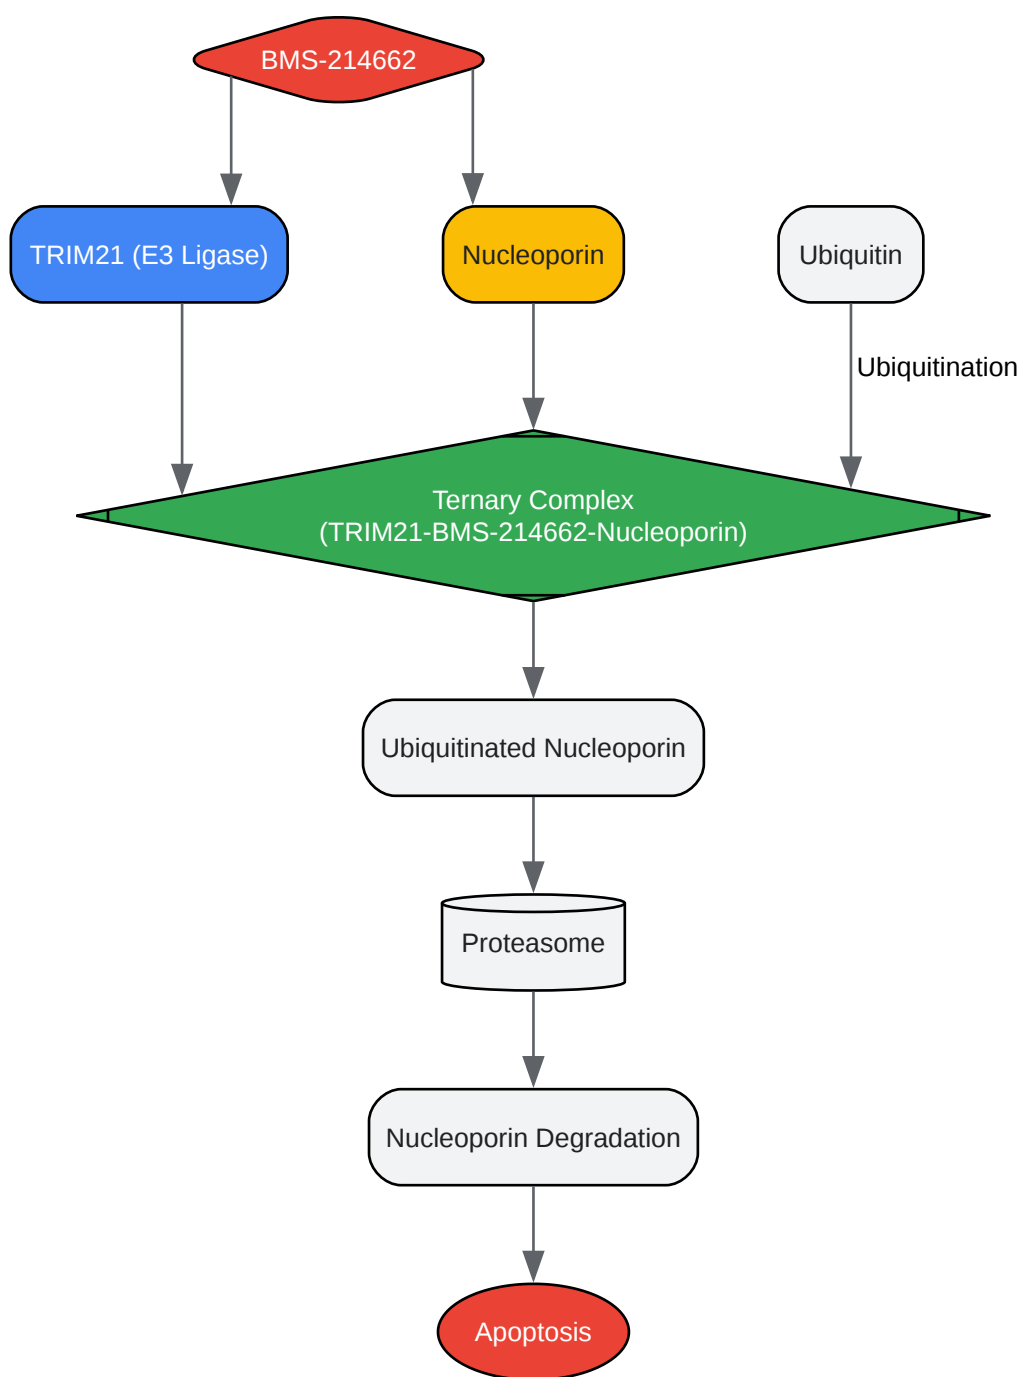 BMS-214662
TRIM21 (E3 Ligase)
Nucleoporin
Ubiquitin
Ubiquitination
Ternary Complex
(TRIM21-BMS-214662-Nucleoporin)
Ubiquitinated Nucleoporin
Proteasome
Nucleoporin Degradation
Apoptosis